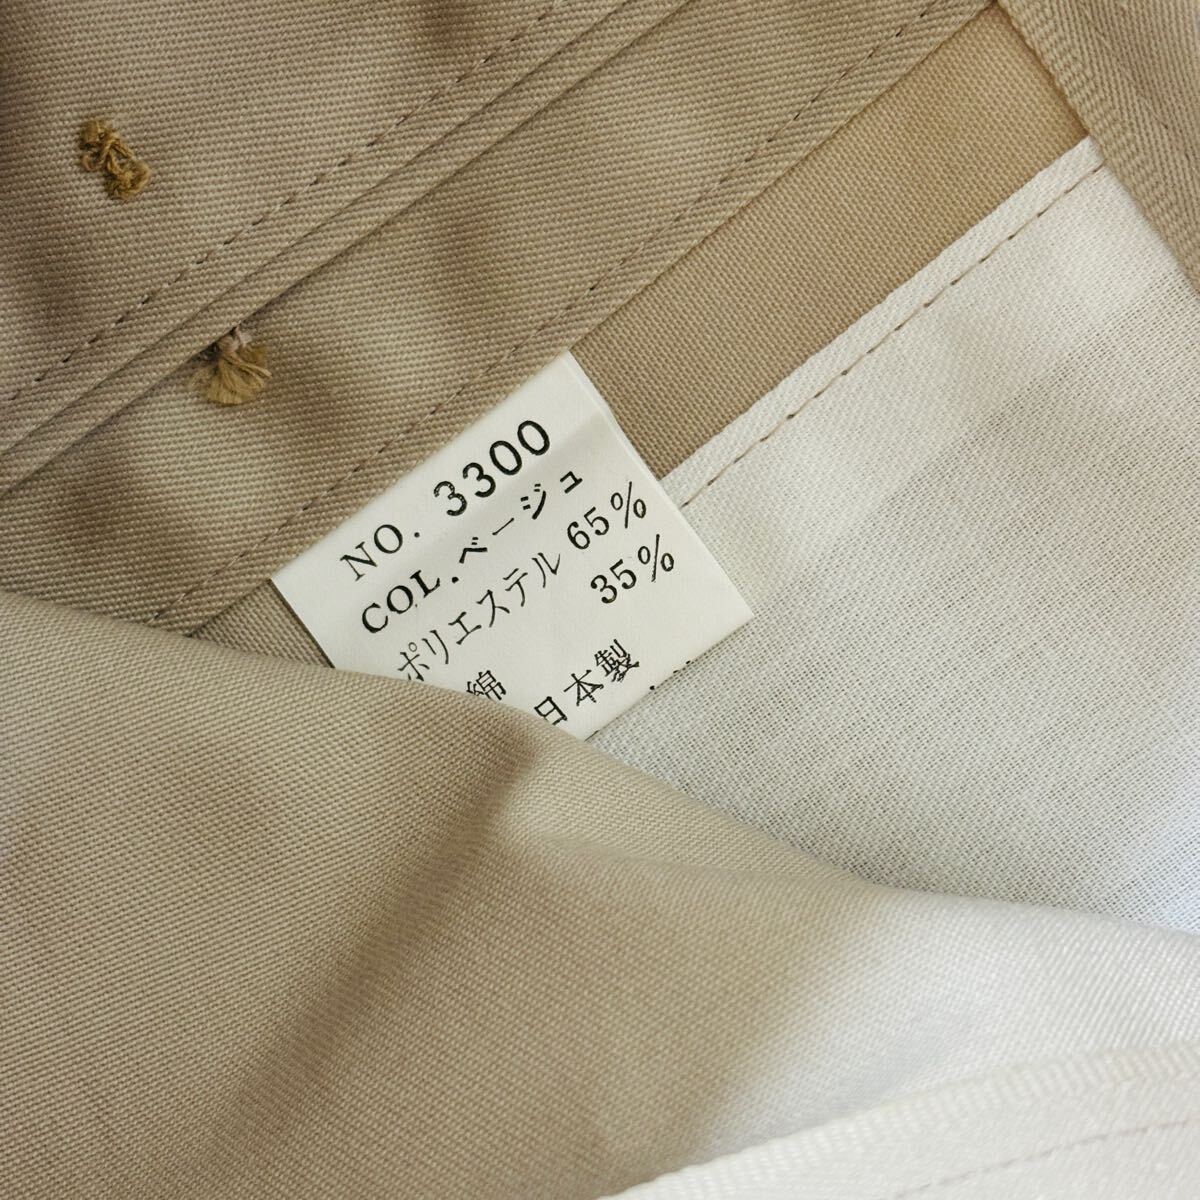 NO. 3300
COL.ベージュ
ポリエステル 65%
綿 35%
日本製